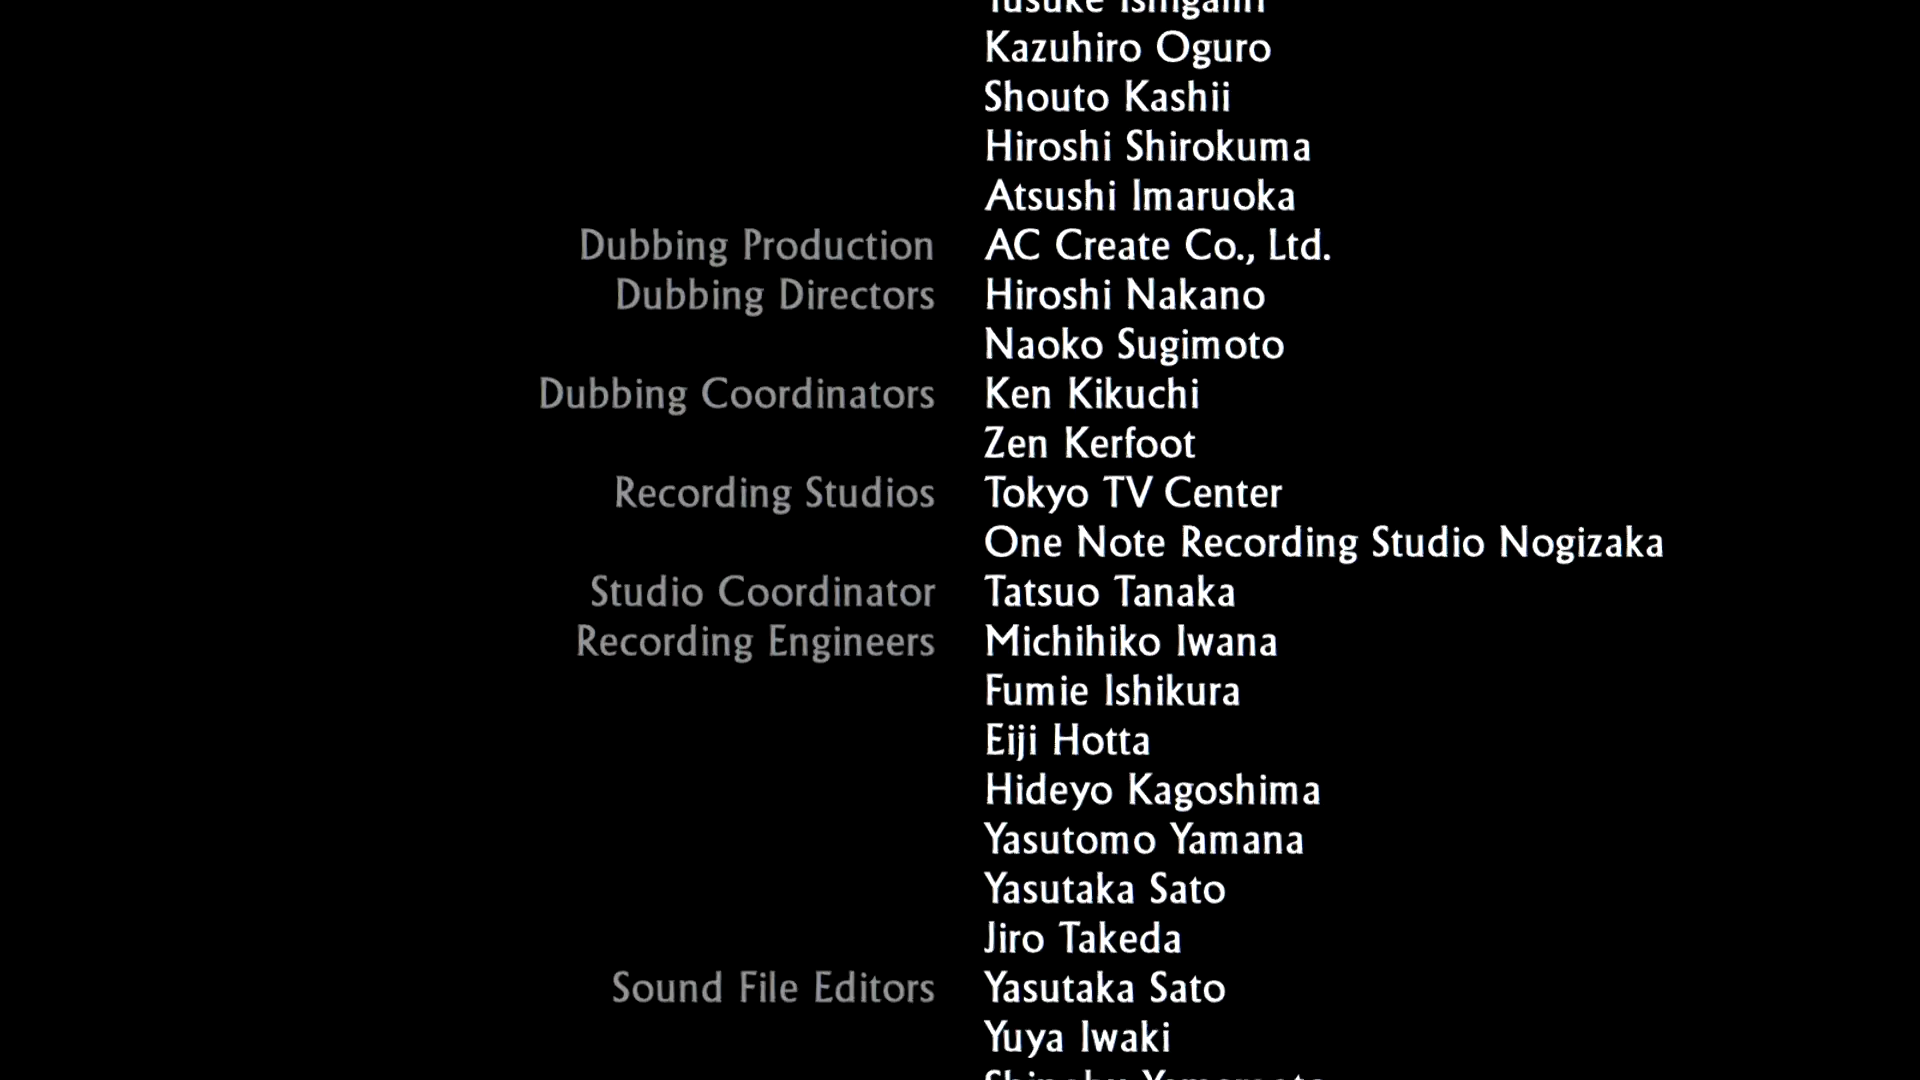 Kazuhiro Oguro
Shouto Kashii
Hiroshi Shirokuma
Atsushi Imaruoka
Dubbing Production AC Create Co., Ltd.
Dubbing Directors Hiroshi Nakano
Naoko Sugimoto
Dubbing Coordinators Ken Kikuchi
Zen Kerfoot
Recording Studios Tokyo TV Center
One Note Recording Studio Nogizaka
Studio Coordinator Tatsuo Tanaka
Recording Engineers Michihiko Iwana
Fumie Ishikura
Eiji Hotta
Hideyo Kagoshima
Yasutomo Yamana
Yasutaka Sato
Jiro Takeda
Sound File Editors Yasutaka Sato
Yuya Iwaki